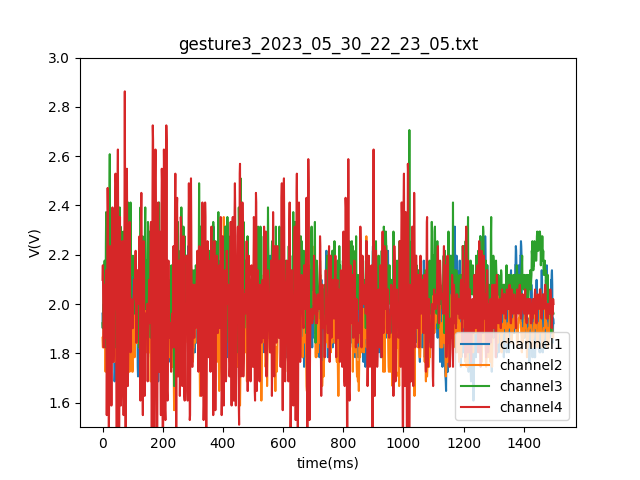 gesture3_2023_05_30_22_23_05.txt
3.0
2.8
2.6
2.4
2.2
2.0
1.8
1.6
V(V)
0 200 400 600 800 1000 1200 1400
time(ms)
channel1
channel2
channel3
channel4